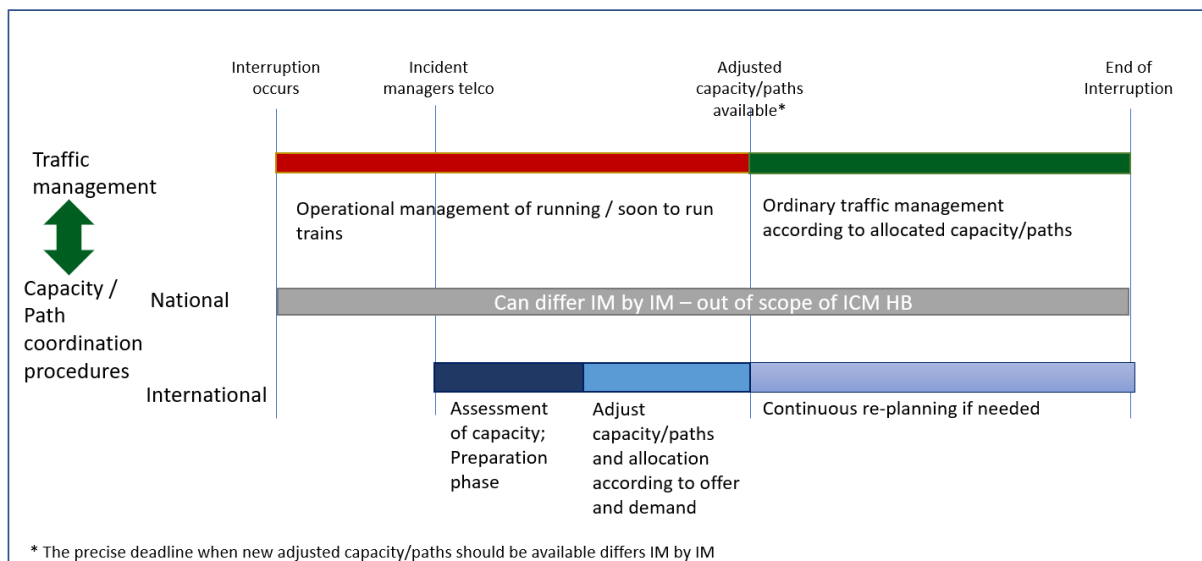 Interruption
occurs
Incident
managers telco
Adjusted
capacity/paths
available*
End of
Interruption
Traffic
management
Operational management of running / soon to run
trains
Ordinary traffic management
according to allocated capacity/paths
Capacity /
Path
coordination
procedures
National
Can differ IM by IM – out of scope of ICM HB
International
Assessment
of capacity;
Preparation
phase
Adjust
capacity/paths
and allocation
according to offer
and demand
Continuous re-planning if needed
* The precise deadline when new adjusted capacity/paths should be available differs IM by IM